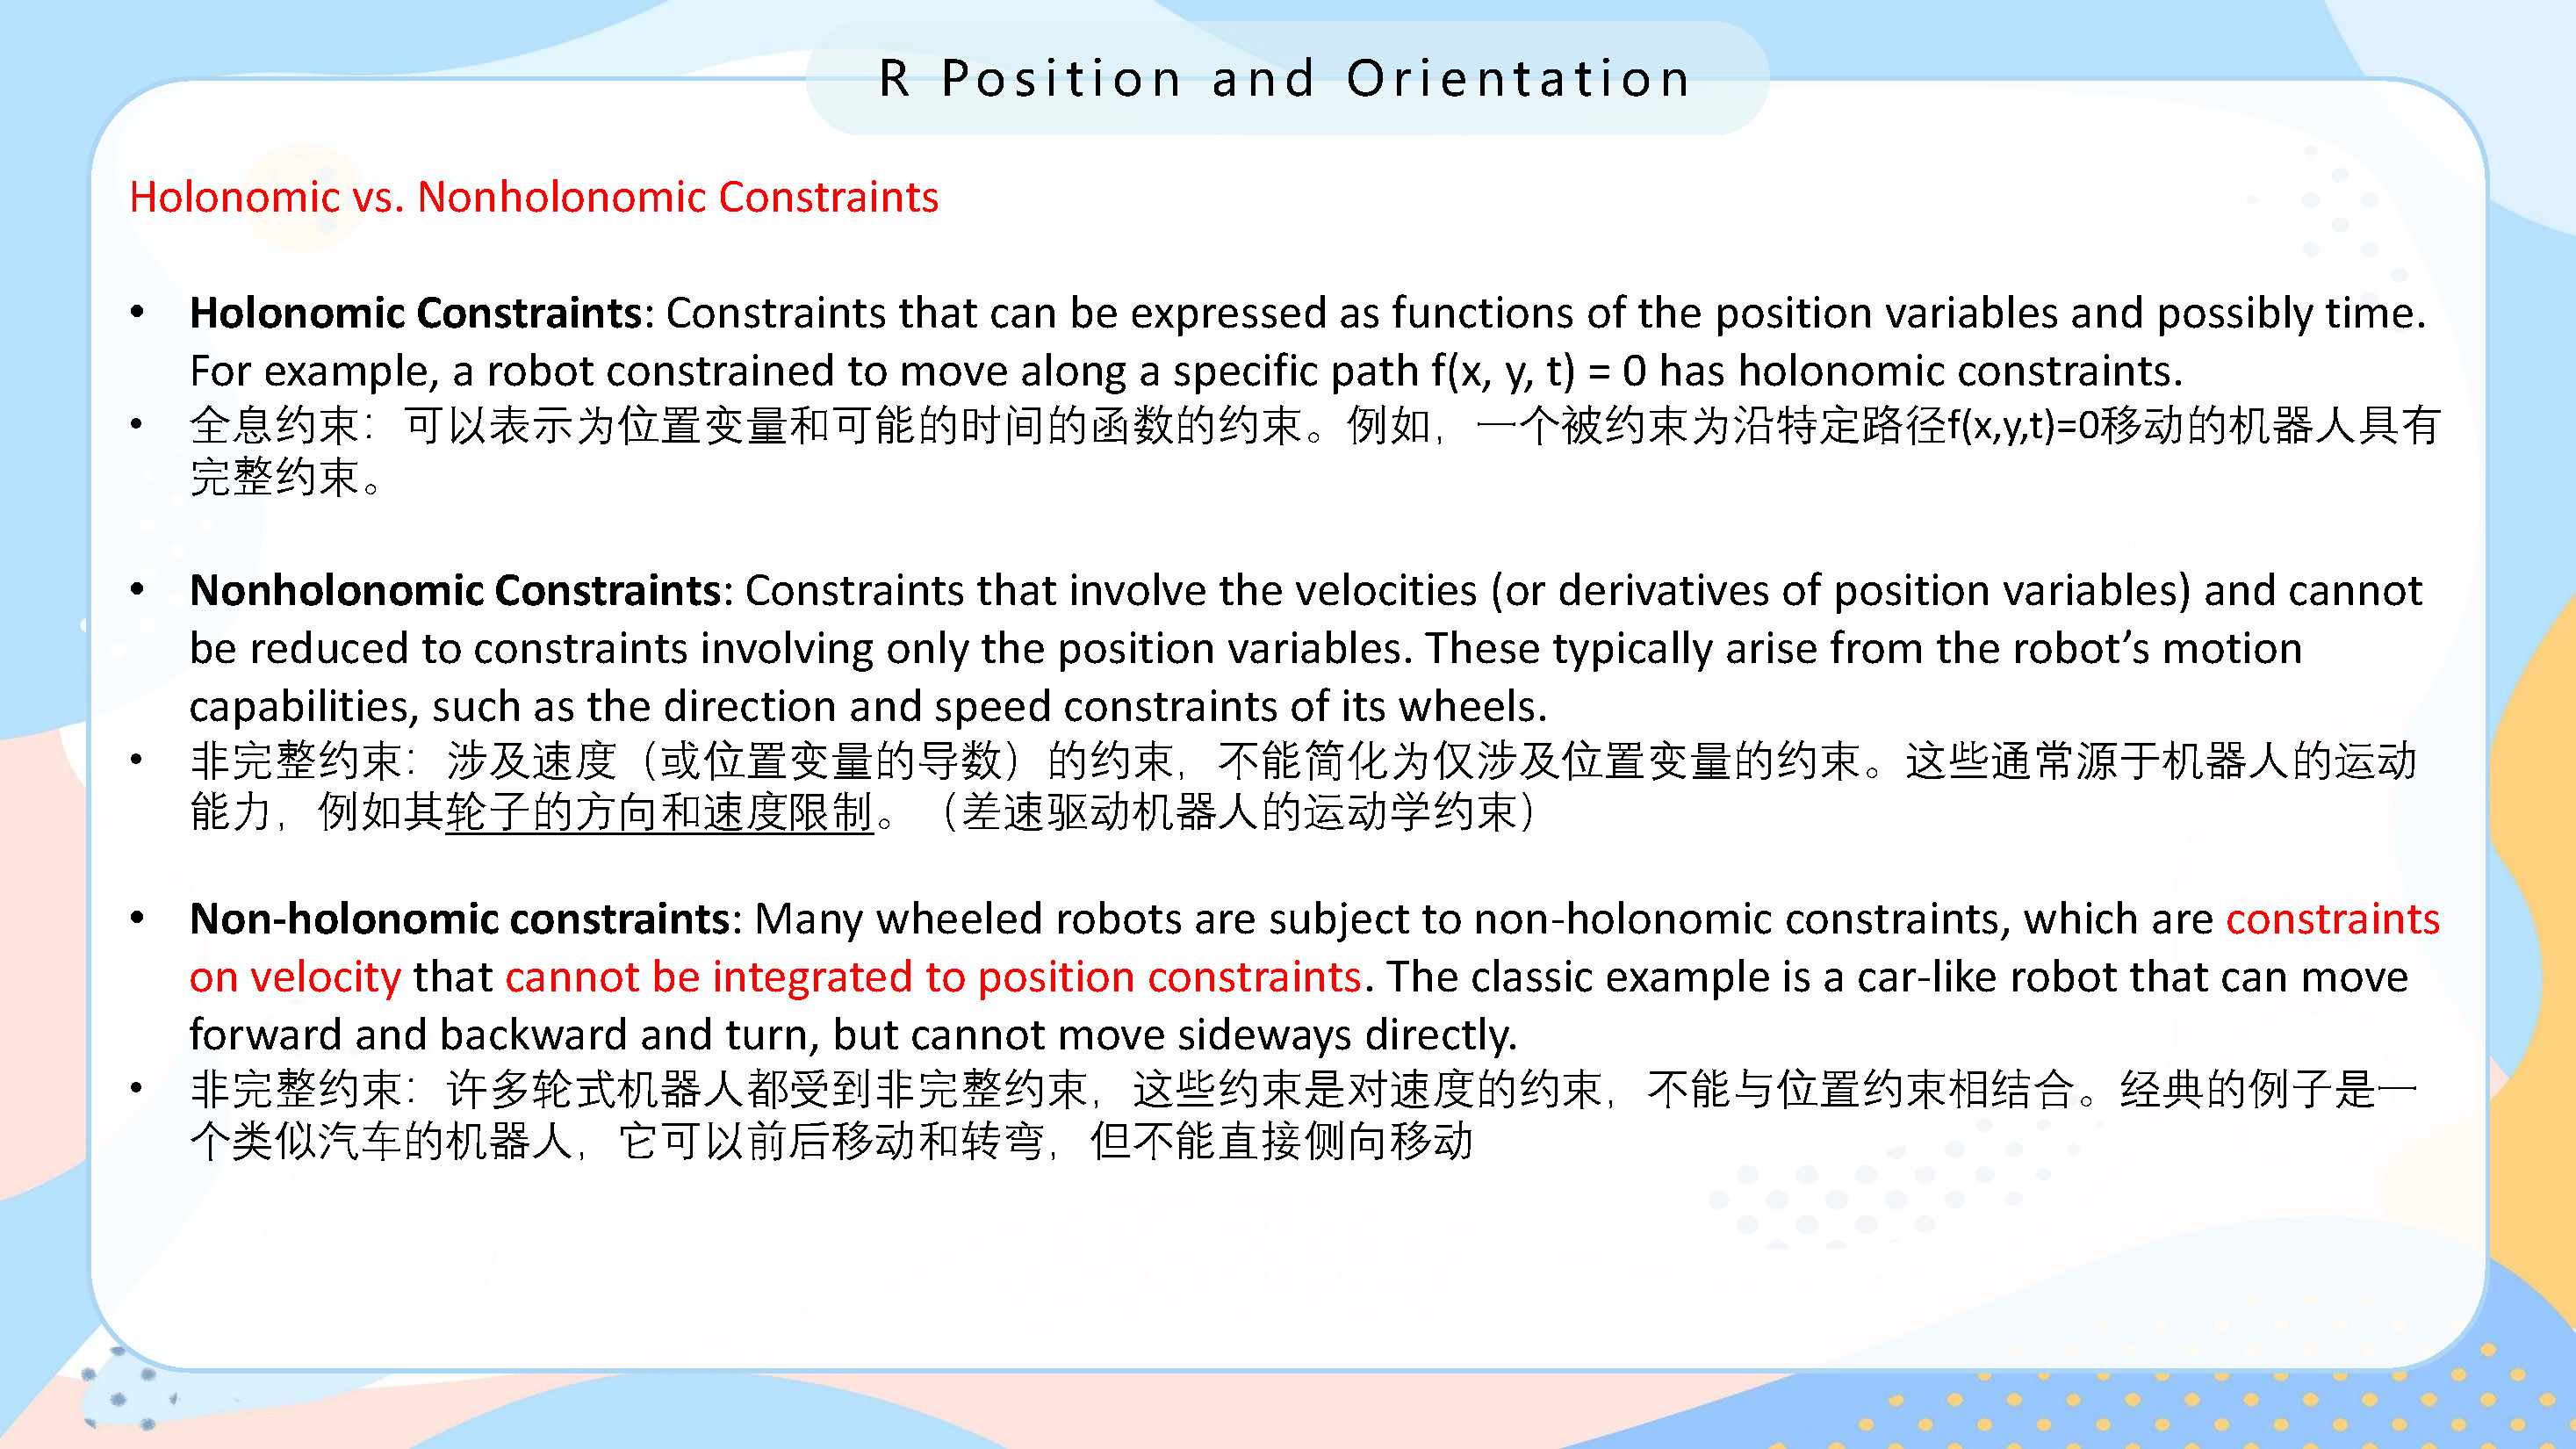 R Position and Orientation
Holonomic vs. Nonholonomic Constraints
• Holonomic Constraints: Constraints that can be expressed as functions of the position variables and possibly time.
For example, a robot constrained to move along a specific path f(x, y, t) = 0 has holonomic constraints.
• 全息约束：可以表示为位置变量和可能的时间的函数的约束。例如，一个被约束为沿特定路径f(x,y,t)=0移动的机器人具有
完整约束。
• Nonholonomic Constraints: Constraints that involve the velocities (or derivatives of position variables) and cannot
be reduced to constraints involving only the position variables. These typically arise from the robot’s motion
capabilities, such as the direction and speed constraints of its wheels.
• 非完整约束：涉及速度（或位置变量的导数）的约束，不能简化为仅涉及位置变量的约束。这些通常源于机器人的运动
能力，例如其轮子的方向和速度限制。（差速驱动机器人的运动学约束）
• Non-holonomic constraints: Many wheeled robots are subject to non-holonomic constraints, which are constraints
on velocity that cannot be integrated to position constraints. The classic example is a car-like robot that can move
forward and backward and turn, but cannot move sideways directly.
• 非完整约束：许多轮式机器人都受到非完整约束，这些约束是对速度的约束，不能与位置约束相结合。经典的例子是一
个类似汽车的机器人，它可以前后移动和转弯，但不能直接侧向移动